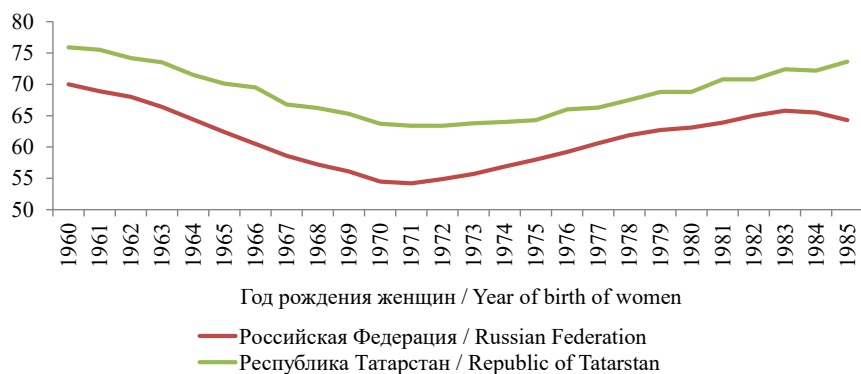 80
75
70
65
60
55
50
1960 1961 1962 1963 1964 1965 1966 1967 1968 1969 1970 1971 1972 1973 1974 1975 1976 1977 1978 1979 1980 1981 1982 1983 1984 1985
Год рождения женщин / Year of birth of women
Российская Федерация / Russian Federation
Республика Татарстан / Republic of Tatarstan